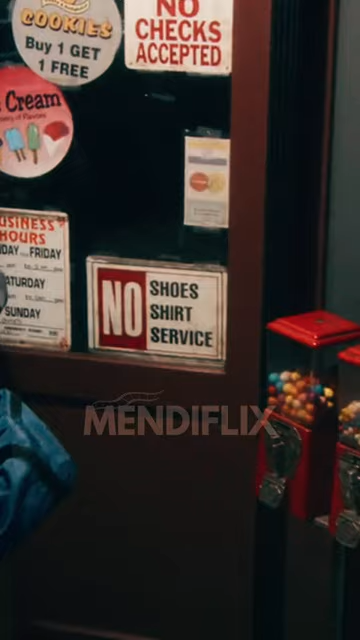 COOKIES
Buy 1 GET
1 FREE
NO
CHECKS
ACCEPTED
Cream
BUSINESS
HOURS
FRIDAY
SATURDAY
SUNDAY
NO
SHOES
SHIRT
SERVICE
MENDIFLIX